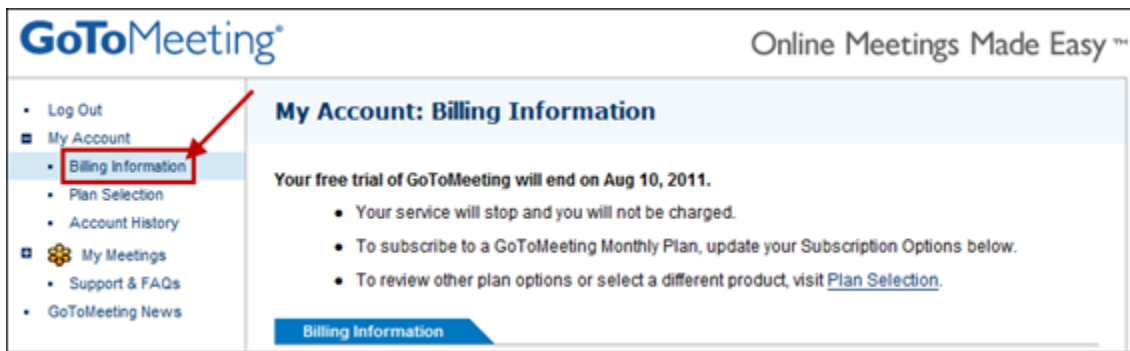 GoToMeeting®
Online Meetings Made Easy ™
Log Out
My Account
Billing Information
Plan Selection
Account History
My Meetings
Support & FAQs
GoToMeeting News
My Account: Billing Information
Your free trial of GoToMeeting will end on Aug 10, 2011.
• Your service will stop and you will not be charged.
• To subscribe to a GoToMeeting Monthly Plan, update your Subscription Options below.
• To review other plan options or select a different product, visit Plan Selection.
Billing Information